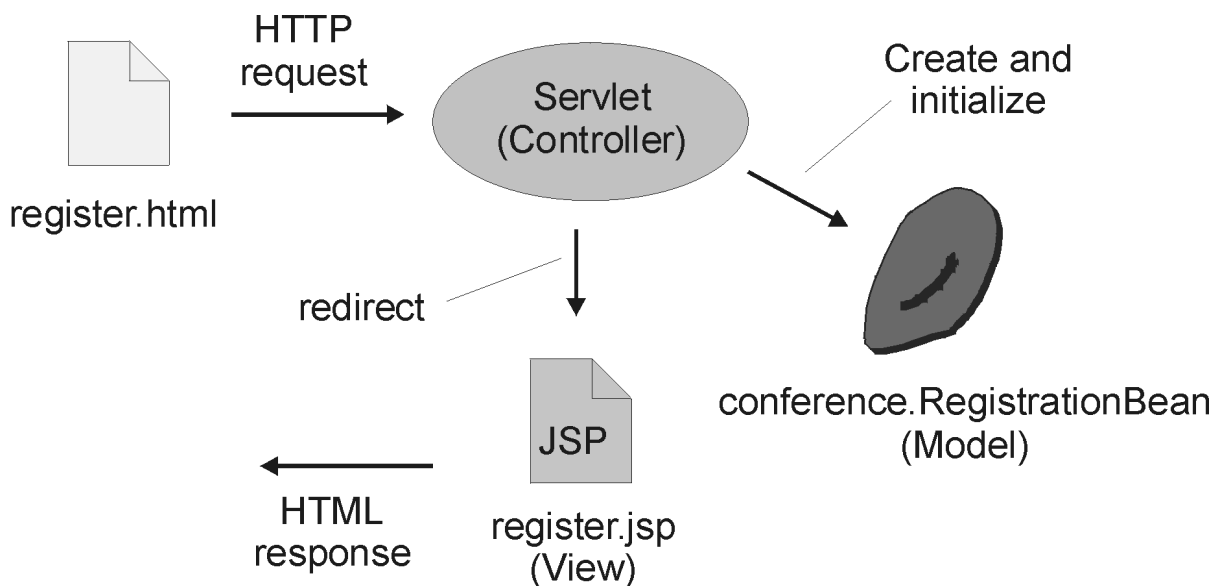 HTTP
request
Servlet
(Controller)
Create and
initialize
register.html
redirect
JSP
conference.RegistrationBean
(Model)
HTML
response
register.jsp
(View)